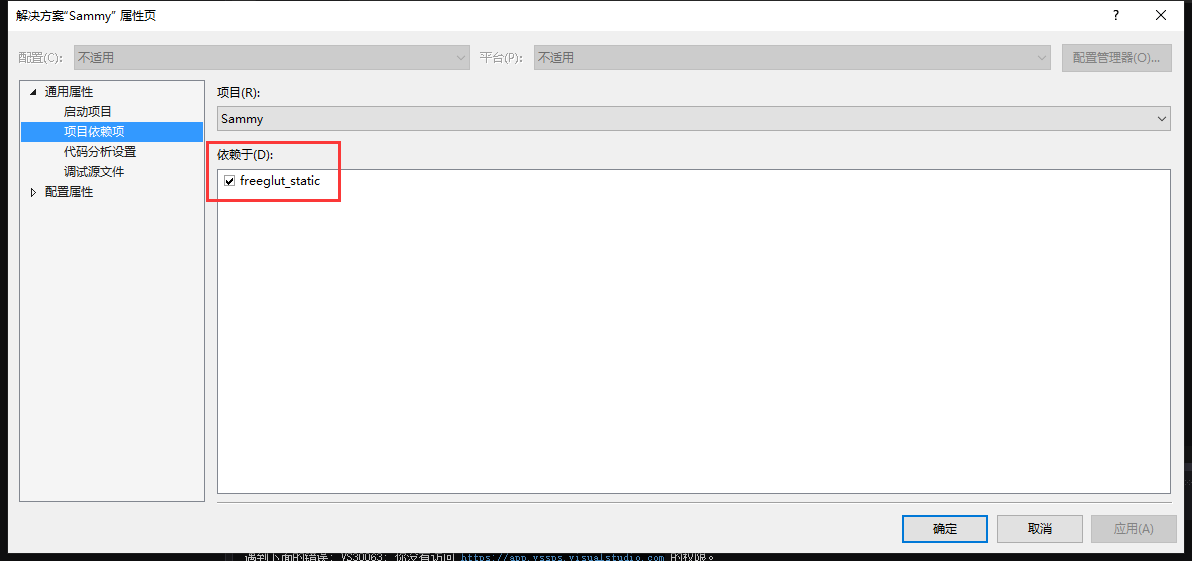 解决方案“Sammy” 属性页
? 
配置(C): 不适用 平台(P): 不适用 配置管理器(O)...
通用属性
启动项目
项目依赖项
代码分析设置
调试源文件
配置属性
项目(R):
Sammy
依赖于(D):
freeglut_static
确定 取消 应用(A)
遇到下面的错误: VS30063: 你没有访问 https://app.vssps.visualstudio.com 的权限。